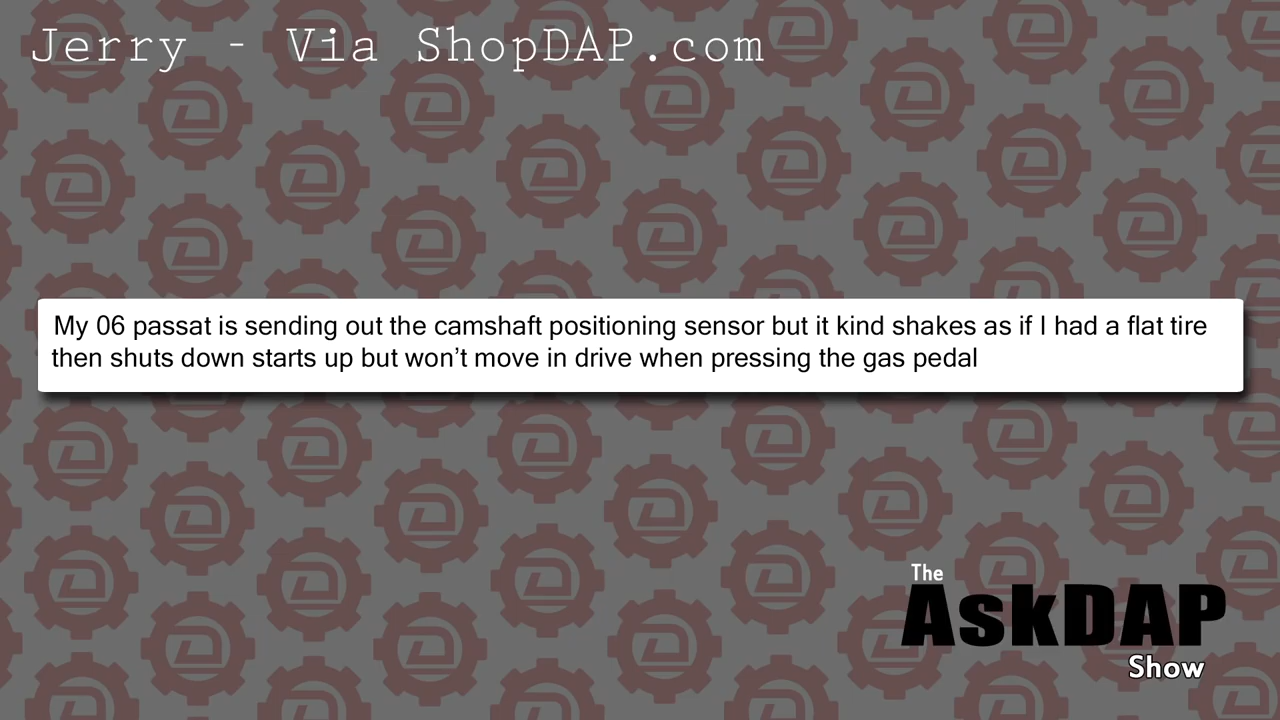 Jerry - Via ShopDAP.com
My 06 passat is sending out the camshaft positioning sensor but it kind shakes as if I had a flat tire
then shuts down starts up but won’t move in drive when pressing the gas pedal
The
AskDAP
Show